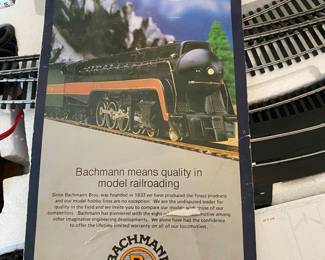 Bachmann means quality in
model railroading
Since Bachmann Bros. was founded in 1833 we have produced the finest products
and our model hobby lines are no exception. We are the undisputed leader for
quality in the field and we invite you to compare our models with those of our
competitors. Bachmann has pioneered with the eight motive among
other imaginative engineering developments. We alone have had the confidence
to offer the lifetime limited warranty on all of our locomotives.
BACHMANN